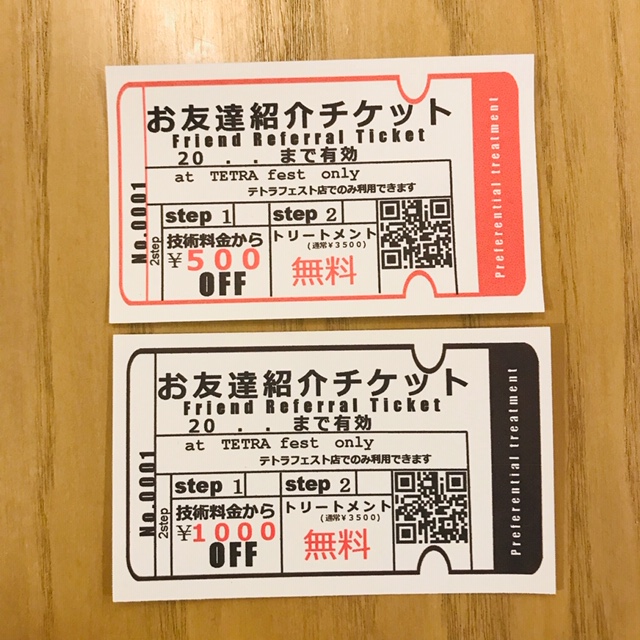 お友達紹介チケット
Friend Referral Ticket
20 . . まで有効
at TETRA fest only
テトラフェスト店でのみ利用できます
No.0001
2step
step 1
技術料金から
¥500
OFF
step 2
トリートメント
(通常¥3500)
無料
Preferential treatment
お友達紹介チケット
Friend Referral Ticket
20 . . まで有効
at TETRA fest only
テトラフェスト店でのみ利用できます
No.0001
2step
step 1
技術料金から
¥1000
OFF
step 2
トリートメント
(通常¥3500)
無料
Preferential treatment